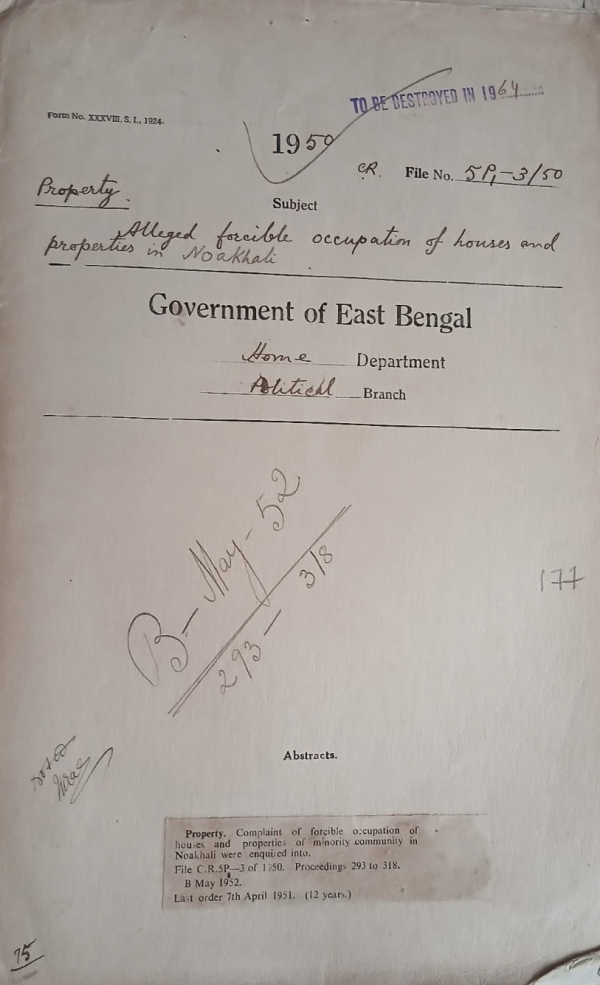 TO BE DESTROYED IN 1964
Form No. XXXVIII, S. I., 1924.
1950
CR. File No. 5P,-3/50
Property.
Subject
Alleged forcible occupation of houses and
properties in Noakhali
Government of East Bengal
Home Department
Political Branch
B- May-52
293- 318
177
Abstracts.
Property. Complaint of forcible occupation of
houses and properties of minority community in
Noakhali were enquired into.
File C.R.5P—3 of 1950. Proceedings 293 to 318.
B May 1952.
Last order 7th April 1951. (12 years.)
75